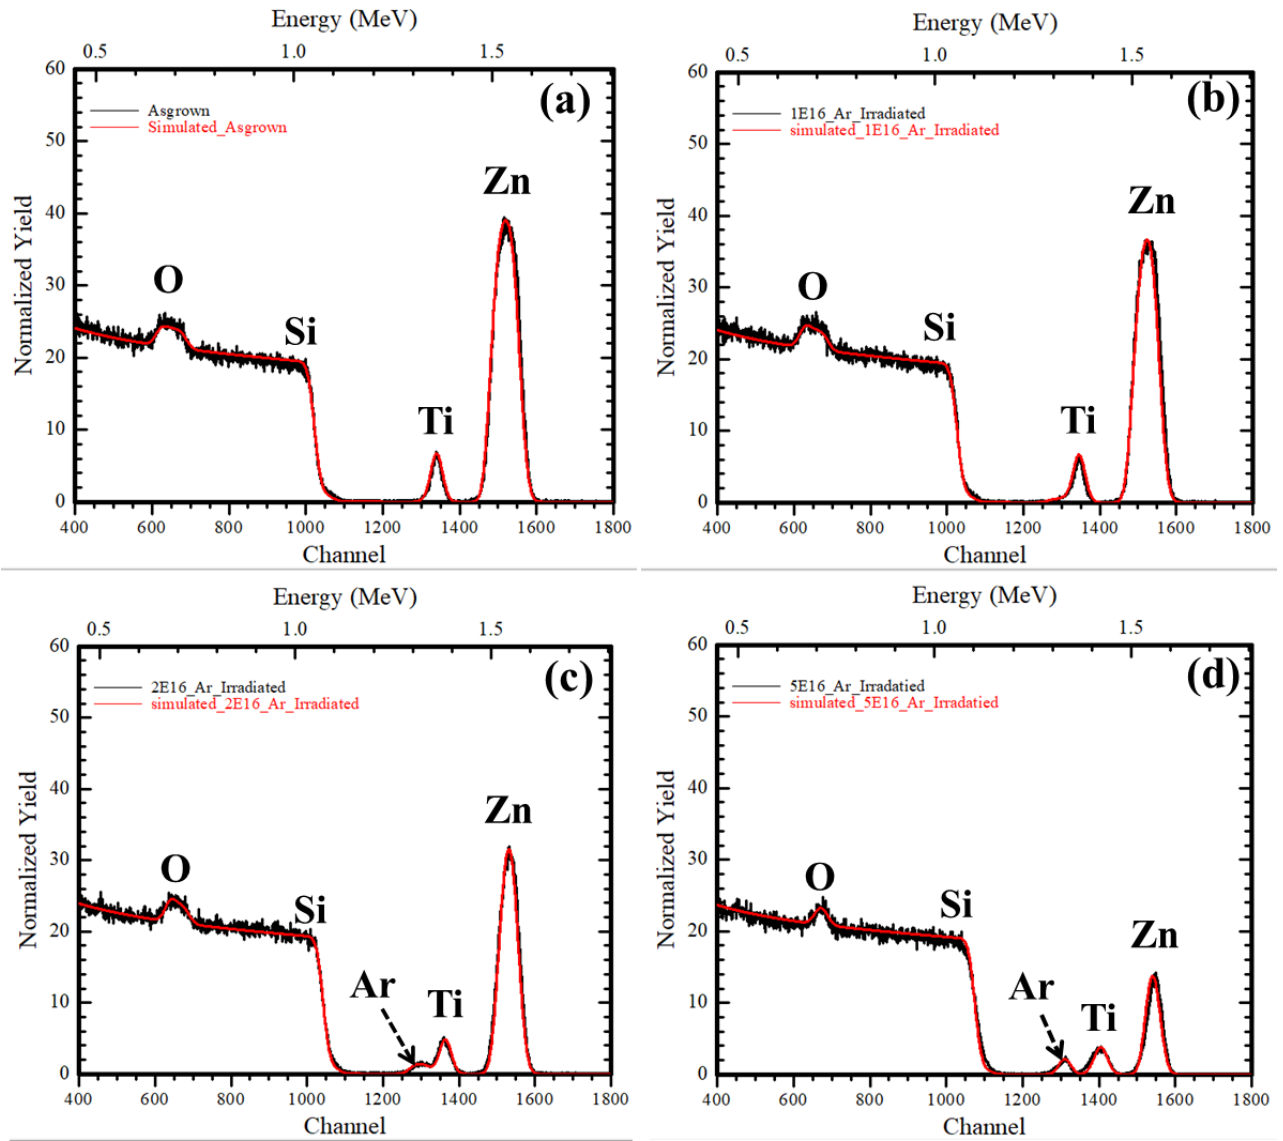 Energy (MeV)
0.5 1.0 1.5
60
50
40
30
20
10
0
Normalized Yield
Asgrown
Simulated_Asgrown
(a)
O
Si
Ti
Zn
400 600 800 1000 1200 1400 1600 1800
Channel
Energy (MeV)
0.5 1.0 1.5
60
50
40
30
20
10
0
Normalized Yield
1E16_Ar_Irradiated
simulated_1E16_Ar_Irradiated
(b)
O
Si
Ti
Zn
400 600 800 1000 1200 1400 1600 1800
Channel
Energy (MeV)
0.5 1.0 1.5
60
50
40
30
20
10
0
Normalized Yield
2E16_Ar_Irradiated
simulated_2E16_Ar_Irradiated
(c)
O
Si
Ar
Ti
Zn
400 600 800 1000 1200 1400 1600 1800
Channel
Energy (MeV)
0.5 1.0 1.5
60
50
40
30
20
10
0
Normalized Yield
5E16_Ar_Irradatied
simulated_5E16_Ar_Irradatied
(d)
O
Si
Ar
Ti
Zn
400 600 800 1000 1200 1400 1600 1800
Channel